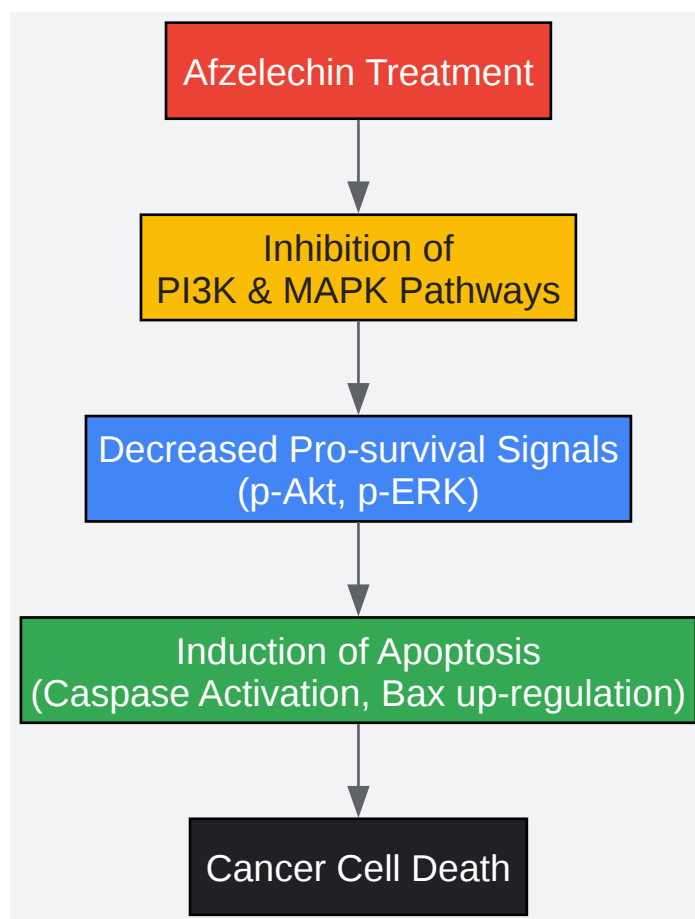 Afzelechin Treatment
Inhibition of
PI3K & MAPK Pathways
Decreased Pro-survival Signals
(p-Akt, p-ERK)
Induction of Apoptosis
(Caspase Activation, Bax up-regulation)
Cancer Cell Death